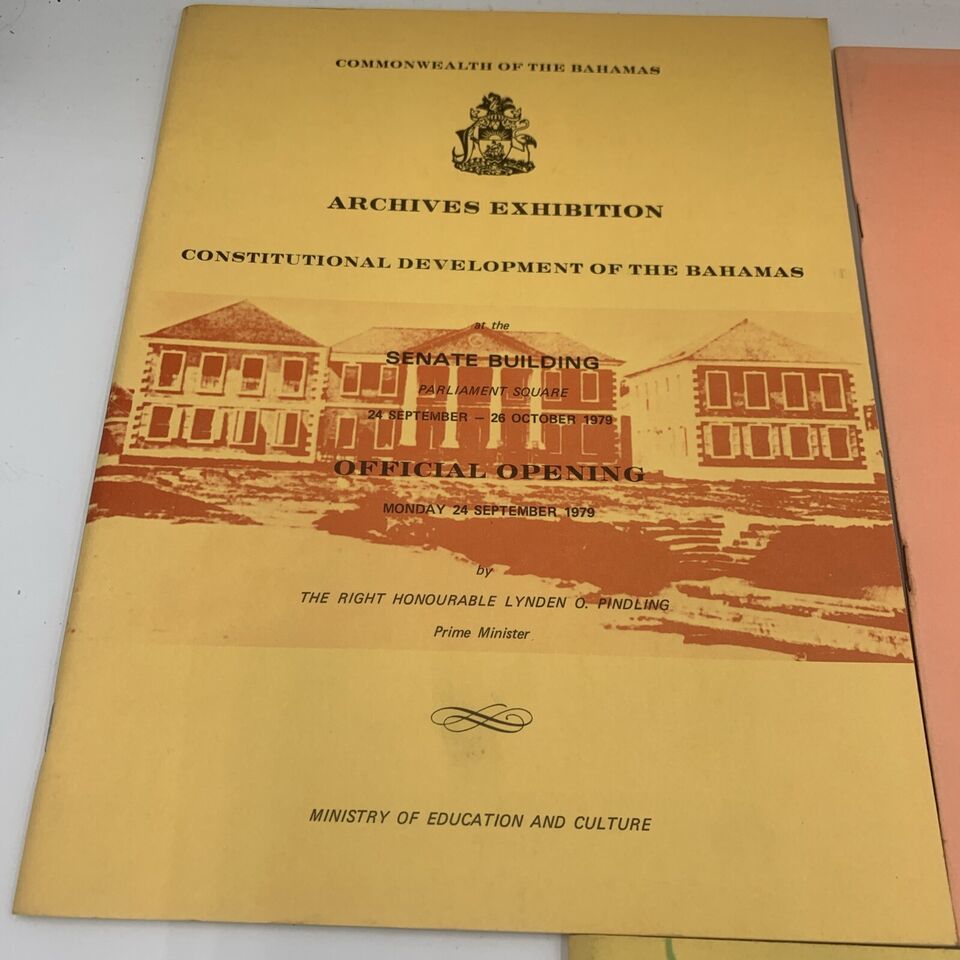 COMMONWEALTH OF THE BAHAMAS
ARCHIVES EXHIBITION
CONSTITUTIONAL DEVELOPMENT OF THE BAHAMAS
at the
SENATE BUILDING
PARLIAMENT SQUARE
24 SEPTEMBER — 26 OCTOBER 1979
OFFICIAL OPENING
MONDAY 24 SEPTEMBER 1979
by
THE RIGHT HONOURABLE LYNDEN O. PINDLING
Prime Minister
MINISTRY OF EDUCATION AND CULTURE